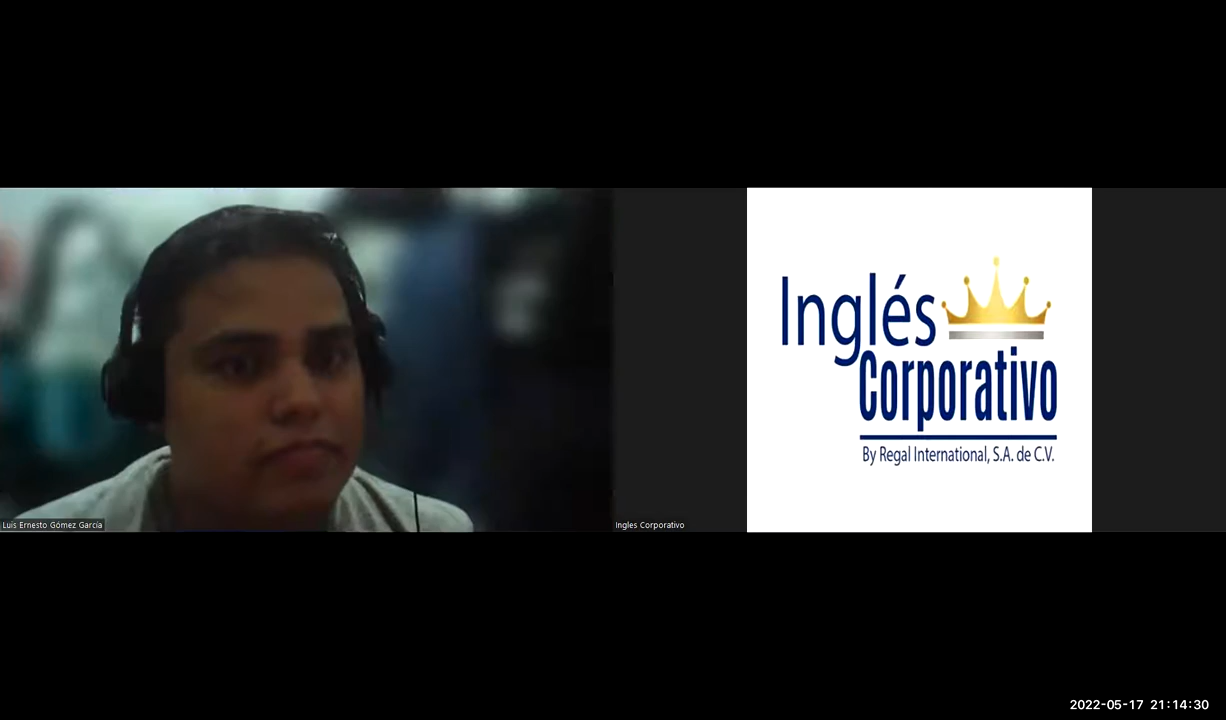 Inglés
Corporativo
By Regal International, S.A. de C.V.
Luis Ernesto Gómez García
Ingles Corporativo
2022-05-17 21:14:30